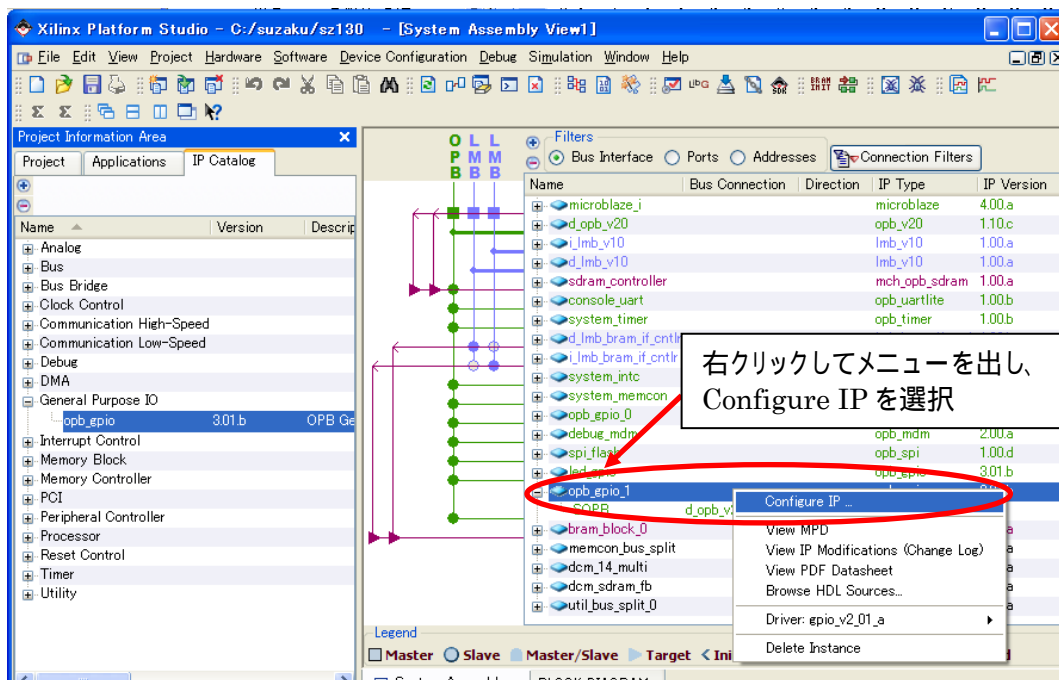 Xilinx Platform Studio - C:/suzaku/sz130 - [System Assembly View1]
File Edit View Project Hardware Software Device Configuration Debug Simulation Window Help
Project Information Area
Project Applications IP Catalog
Name Version Descrip
Analog
Bus
Bus Bridge
Clock Control
Communication High-Speed
Communication Low-Speed
Debug
DMA
General Purpose IO
opb_gpio 3.01.b OPB Ge
Interrupt Control
Memory Block
Memory Controller
PCI
Peripheral Controller
Processor
Reset Control
Timer
Utility
O L L
P M M
B B B
Filters
Bus Interface Ports Addresses Connection Filters
Name Bus Connection Direction IP Type IP Version
microblaze_i microblaze 4.00.a
d_opb_v20 opb_v20 1.10.c
i_lmb_v10 lmb_v10 1.00.a
d_lmb_v10 lmb_v10 1.00.a
sdram_controller mch_opb_sdram 1.00.a
console_uart opb_uartlite 1.00.b
system_timer opb_timer 1.00.b
d_lmb_bram_if_cntlr
i_lmb_bram_if_cntlr
system_intc
system_memcon
opb_gpio_0
debug_mdm opb_mdm 2.00.a
spi_flash opb_spi 1.00.d
led_gpio opb_gpio 3.01.b
opb_gpio_1
SOPB d_opb_v
bram_block_0 a
memcon_bus_split a
dcm_14_multi a
dcm_sdram_fb a
util_bus_split_0 a
右クリックしてメニューを出し、
Configure IP を選択
Configure IP ...
View MPD
View IP Modifications (Change Log)
View PDF Datasheet
Browse HDL Sources...
Driver: gpio_v2_01_a
Delete Instance
Legend
Master Slave Master/Slave Target Ini